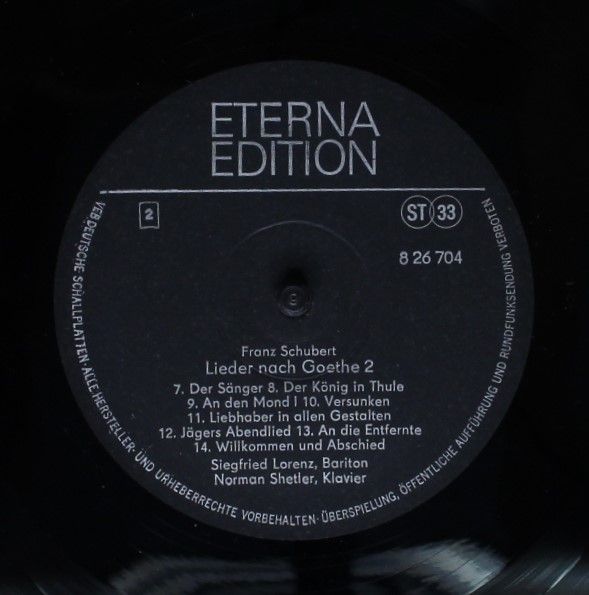 ETERNA
EDITION
2
ST 33
8 26 704
Franz Schubert
Lieder nach Goethe 2
7. Der Sänger 8. Der König in Thule
9. An den Mond I 10. Versunken
11. Liebhaber in allen Gestalten
12. Jägers Abendlied 13. An die Entfernte
14. Willkommen und Abschied
Siegfried Lorenz, Bariton
Norman Shetler, Klavier
VEB DEUTSCHE SCHALLPLATTEN · ALLE HERSTELLER- UND URHEBERRECHTE VORBEHALTEN · ÜBERSPIELUNG, ÖFFENTLICHE AUFFÜHRUNG UND RUNDFUNKSENDUNG VERBOTEN